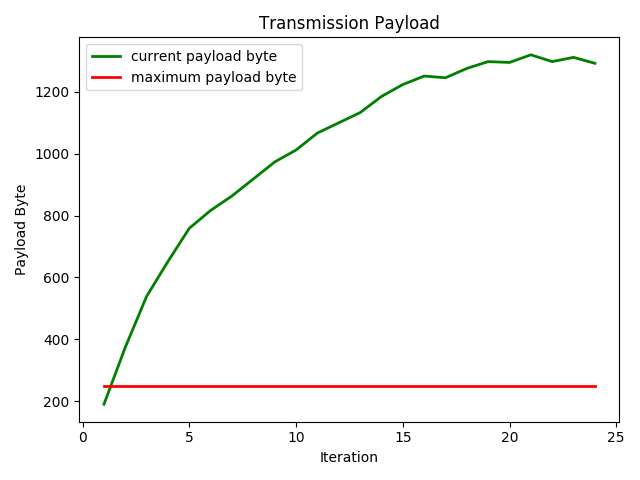 Transmission Payload
current payload byte
maximum payload byte
1200
1000
800
600
400
200
Payload Byte
0 5 10 15 20 25
Iteration